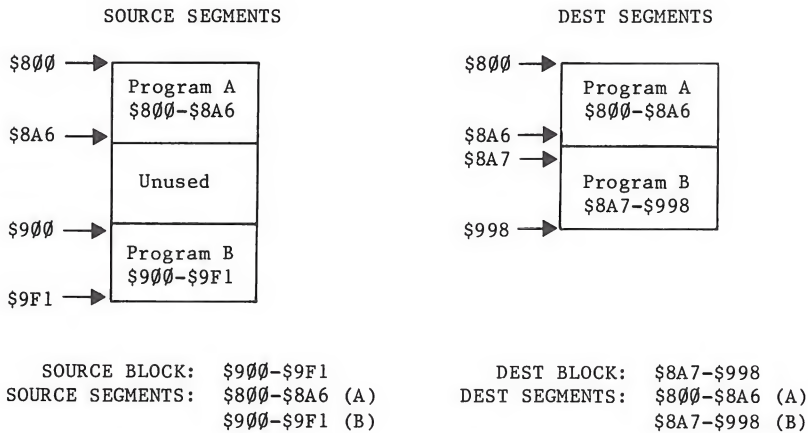 SOURCE SEGMENTS
$8ØØ
Program A
$8ØØ-$8A6
$8A6
Unused
$9ØØ
Program B
$9ØØ-$9F1
$9F1
SOURCE BLOCK: $9ØØ-$9F1
SOURCE SEGMENTS: $8ØØ-$8A6 (A)
$9ØØ-$9F1 (B)
DEST SEGMENTS
$8ØØ
Program A
$8ØØ-$8A6
$8A6
$8A7
Program B
$8A7-$998
$998
DEST BLOCK: $8A7-$998
DEST SEGMENTS: $8ØØ-$8A6 (A)
$8A7-$998 (B)